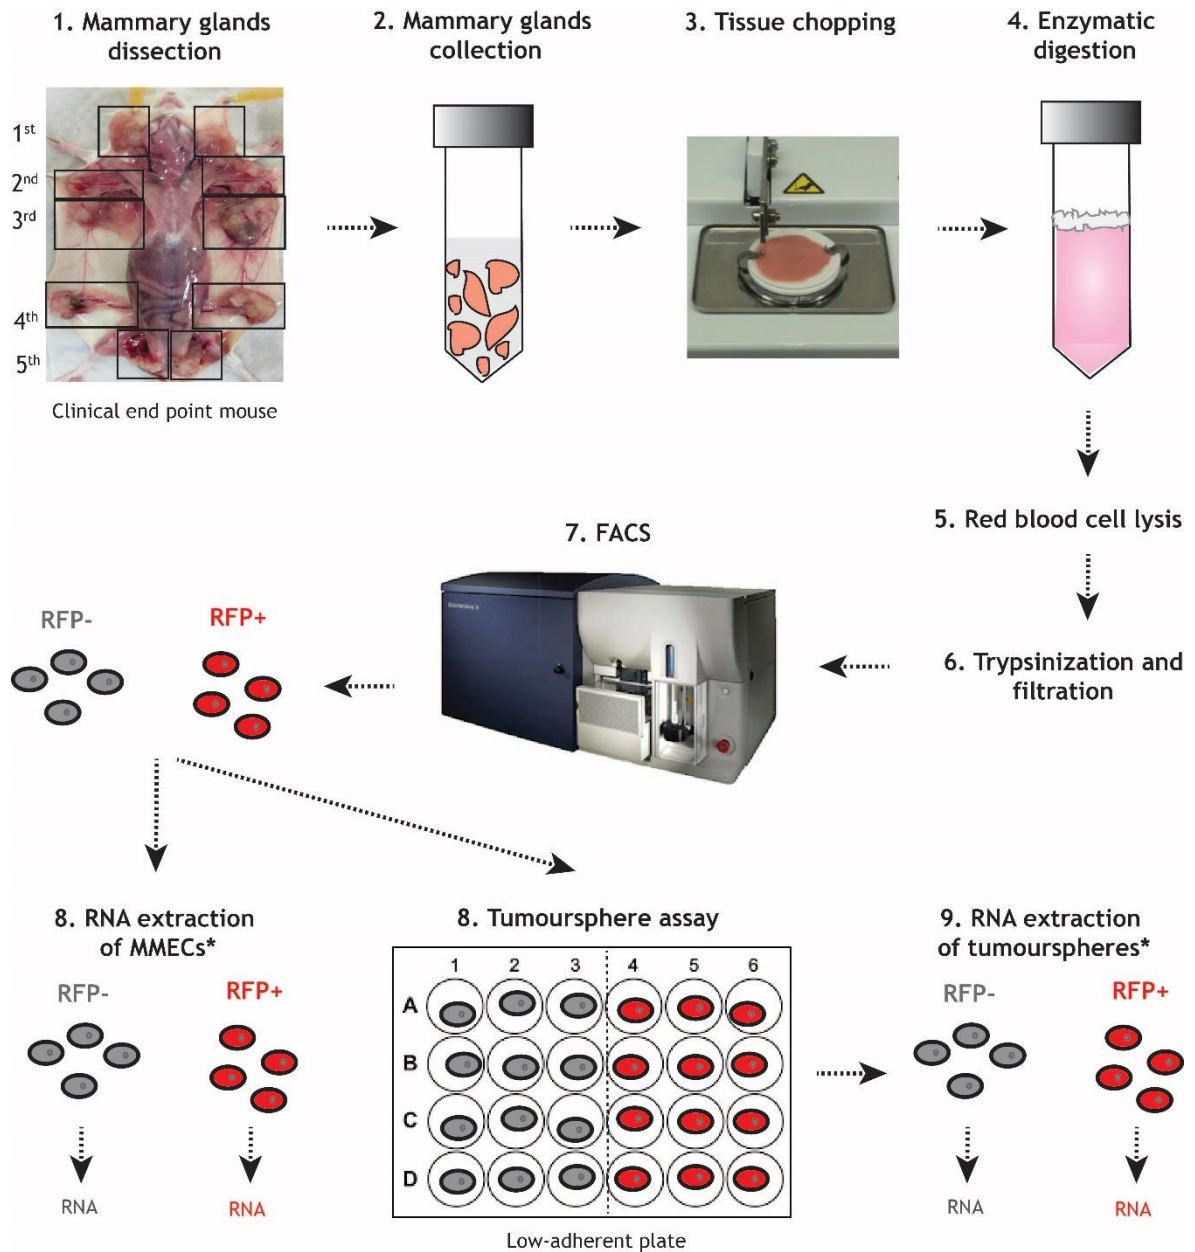 1. Mammary glands
dissection
2. Mammary glands
collection
3. Tissue chopping
4. Enzymatic
digestion
1st
2nd
3rd
4th
5th
Clinical end point mouse
5. Red blood cell lysis
6. Trypsinization and
filtration
7. FACS
RFP-
RFP+
8. RNA extraction
of MMECs*
RFP-
RFP+
RNA
RNA
8. Tumoursphere assay
1 2 3 4 5 6
A
B
C
D
Low-adherent plate
9. RNA extraction
of tumourspheres*
RFP-
RFP+
RNA
RNA